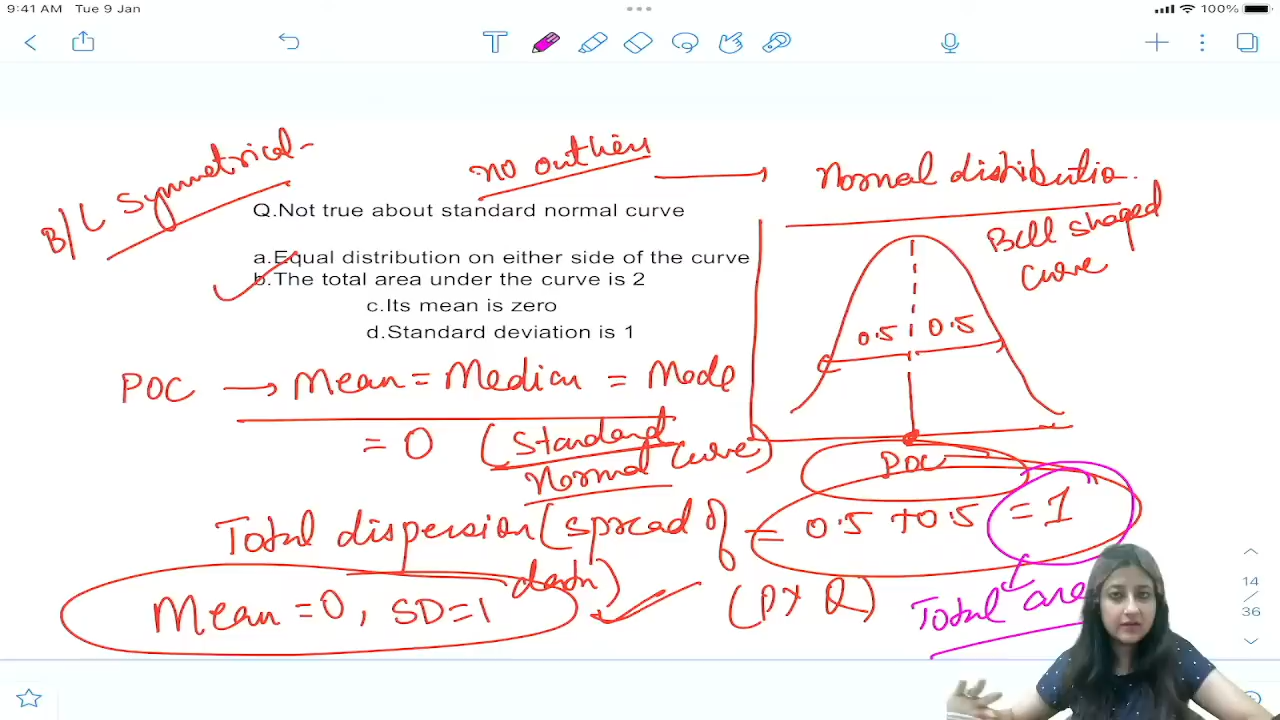 9:41 AM Tue 9 Jan
100%
B/L Symmetrical
no outliers
Normal distributio.
Bell shaped
curve
Q.Not true about standard normal curve
a.Equal distribution on either side of the curve
b.The total area under the curve is 2
c.Its mean is zero
d.Standard deviation is 1
0.5 0.5
POC → Mean = Median = Mode
= 0 (Standard
Normal curve)
POC
Total dispersion (spread of = 0.5 + 0.5 = 1
data)
Mean = 0, SD = 1
Total area
14
/
36